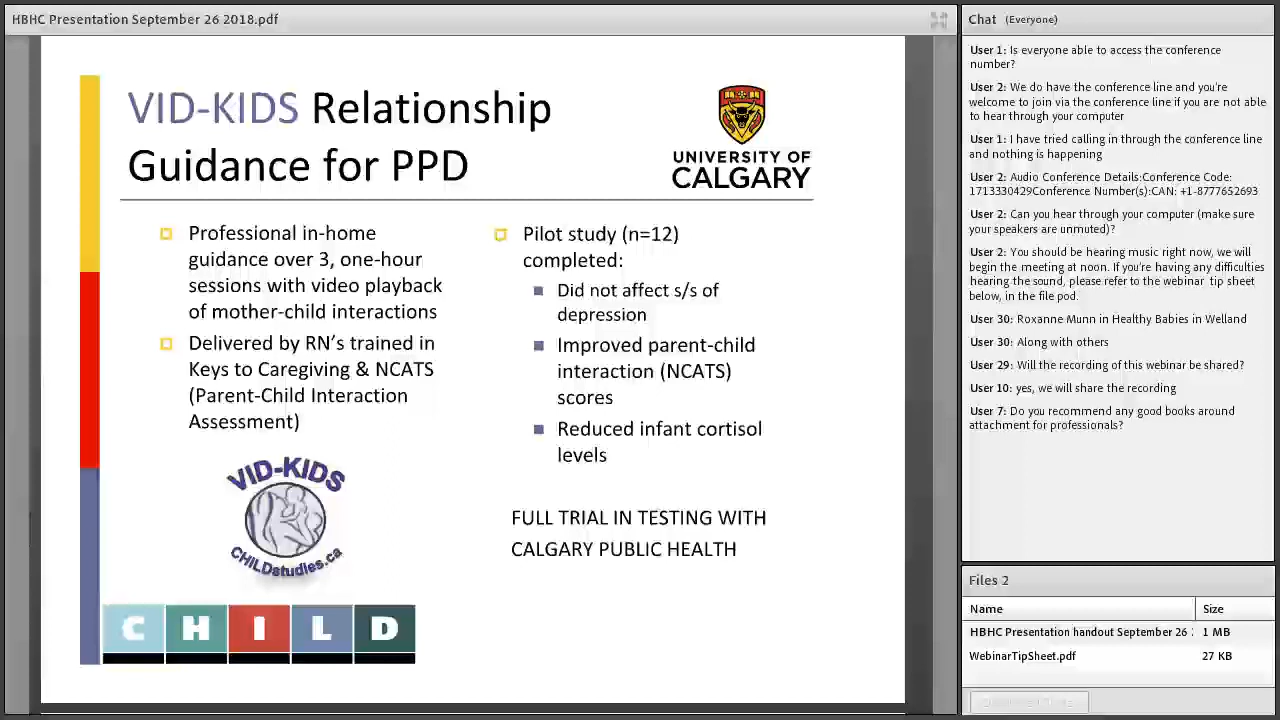 HBHC Presentation September 26 2018.pdf
VID-KIDS Relationship
Guidance for PPD
UNIVERSITY OF
CALGARY
Professional in-home
guidance over 3, one-hour
sessions with video playback
of mother-child interactions
Delivered by RN's trained in
Keys to Caregiving & NCATS
(Parent-Child Interaction
Assessment)
VID-KIDS
CHILDstudies.ca
CHILD
Pilot study (n=12)
completed:
Did not affect s/s of
depression
Improved parent-child
interaction (NCATS)
scores
Reduced infant cortisol
levels
FULL TRIAL IN TESTING WITH
CALGARY PUBLIC HEALTH
Chat (Everyone)
User 1: Is everyone able to access the conference
number?
User 2: We do have the conference line and you're
welcome to join via the conference line if you are not able
to hear through your computer
User 1: I have tried calling in through the conference line
and nothing is happening
User 2: Audio Conference Details:Conference Code:
1713330429Conference Number(s):CAN: +1-8777652693
User 2: Can you hear through your computer (make sure
your speakers are unmuted)?
User 2: You should be hearing music right now, we will
begin the meeting at noon. If you're having any difficulties
hearing the sound, please refer to the webinar tip sheet
below, in the file pod.
User 30: Roxanne Munn in Healthy Babies in Welland
User 30: Along with others
User 29: Will the recording of this webinar be shared?
User 10: yes, we will share the recording
User 7: Do you recommend any good books around
attachment for professionals?
Files 2
Name Size
HBHC Presentation handout September 26 1 MB
WebinarTipSheet.pdf 27 KB